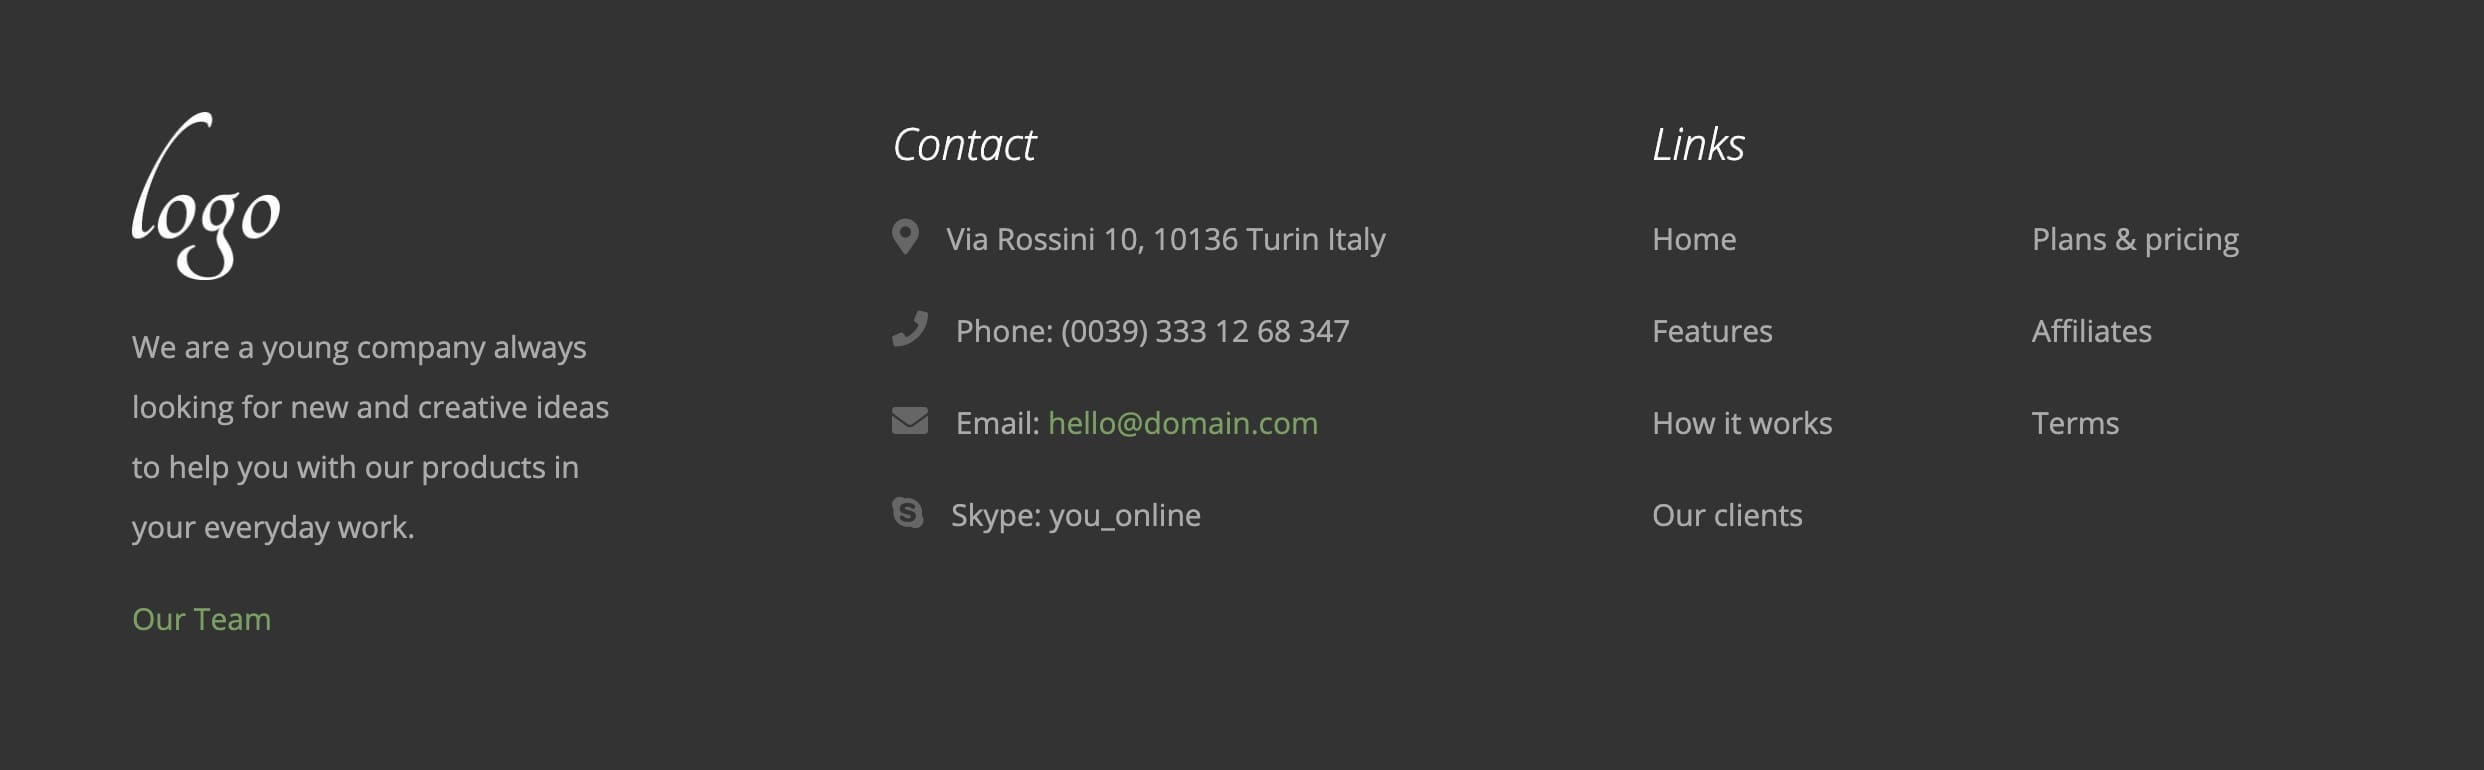 logo
We are a young company always
looking for new and creative ideas
to help you with our products in
your everyday work.
Our Team
Contact
Via Rossini 10, 10136 Turin Italy
Phone: (0039) 333 12 68 347
Email: hello@domain.com
Skype: you_online
Links
Home
Features
How it works
Our clients
Plans & pricing
Affiliates
Terms